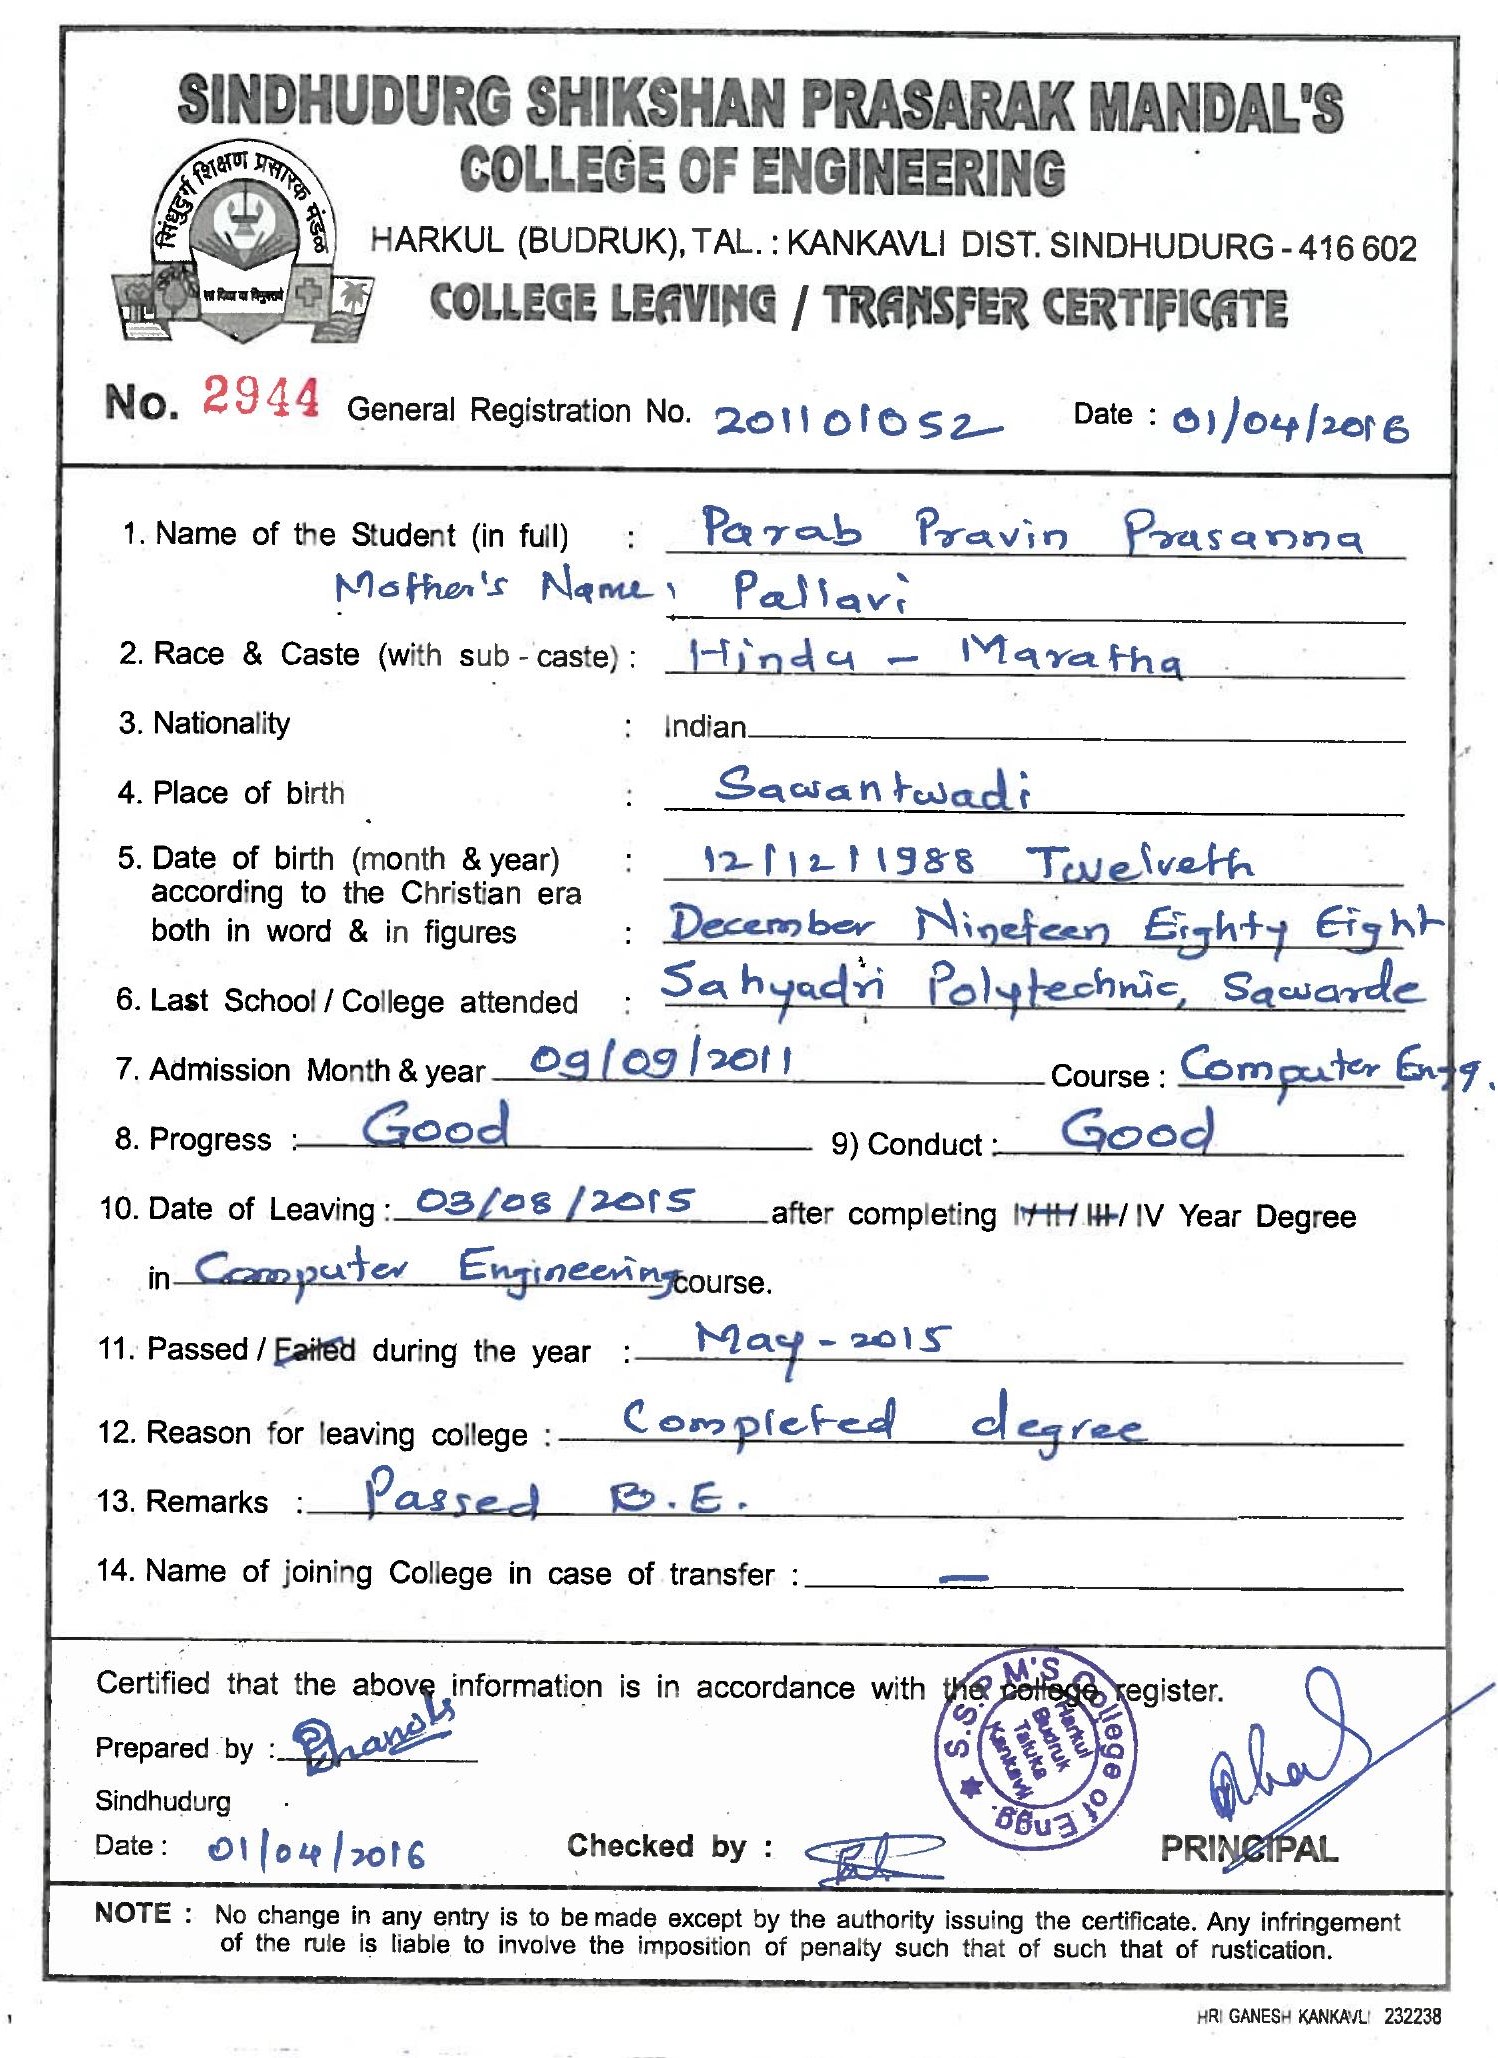 SINDHUDURG SHIKSHAN PRASARAK MANDAL'S
COLLEGE OF ENGINEERING
सिंधुदुर्ग शिक्षण प्रसारक मंडळ
सा विद्या या विमुक्तये
HARKUL (BUDRUK), TAL. : KANKAVLI DIST. SINDHUDURG - 416 602
COLLEGE LEAVING / TRANSFER CERTIFICATE
No. 2944 General Registration No. 201101052 Date : 01/04/2016
1. Name of the Student (in full) : Parab Pravin Prasanna
Mother's Name : Pallavi
2. Race & Caste (with sub - caste) : Hindu - Maratha
3. Nationality : Indian
4. Place of birth : Sawantwadi
5. Date of birth (month & year) : 12/12/1988 Twelveth
according to the Christian era
both in word & in figures : December Nineteen Eighty Eight
6. Last School / College attended : Sahyadri Polytechnic, Sawarde
7. Admission Month & year 09/09/2011 Course : Computer Engg.
8. Progress : Good 9) Conduct : Good
10. Date of Leaving : 03/08/2015 after completing I / II / III / IV Year Degree
in Computer Engineering course.
11. Passed / Failed during the year : May - 2015
12. Reason for leaving college : Completed degree
13. Remarks : Passed B.E.
14. Name of joining College in case of transfer : —
Certified that the above information is in accordance with the college register.
S.S.P.M'S College of Engg.
Harkul
Budruk
Taluka
Kankavli
Prepared by :
Sindhudurg
Date : 01/04/2016 Checked by : PRINCIPAL
NOTE : No change in any entry is to be made except by the authority issuing the certificate. Any infringement
of the rule is liable to involve the imposition of penalty such that of such that of rustication.
HRI GANESH KANKAVLI 232238